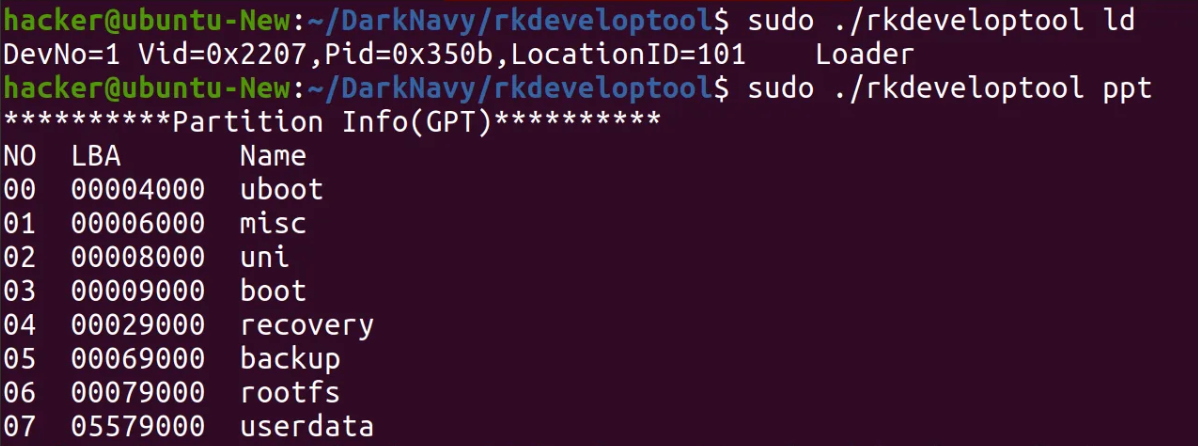 hacker@ubuntu-New:~/DarkNavy/rkdeveloptool$ sudo ./rkdeveloptool ld
DevNo=1 Vid=0x2207,Pid=0x350b,LocationID=101    Loader
hacker@ubuntu-New:~/DarkNavy/rkdeveloptool$ sudo ./rkdeveloptool ppt
**********Partition Info(GPT)**********
NO  LBA       Name
00  00004000  uboot
01  00006000  misc
02  00008000  uni
03  00009000  boot
04  00029000  recovery
05  00069000  backup
06  00079000  rootfs
07  05579000  userdata